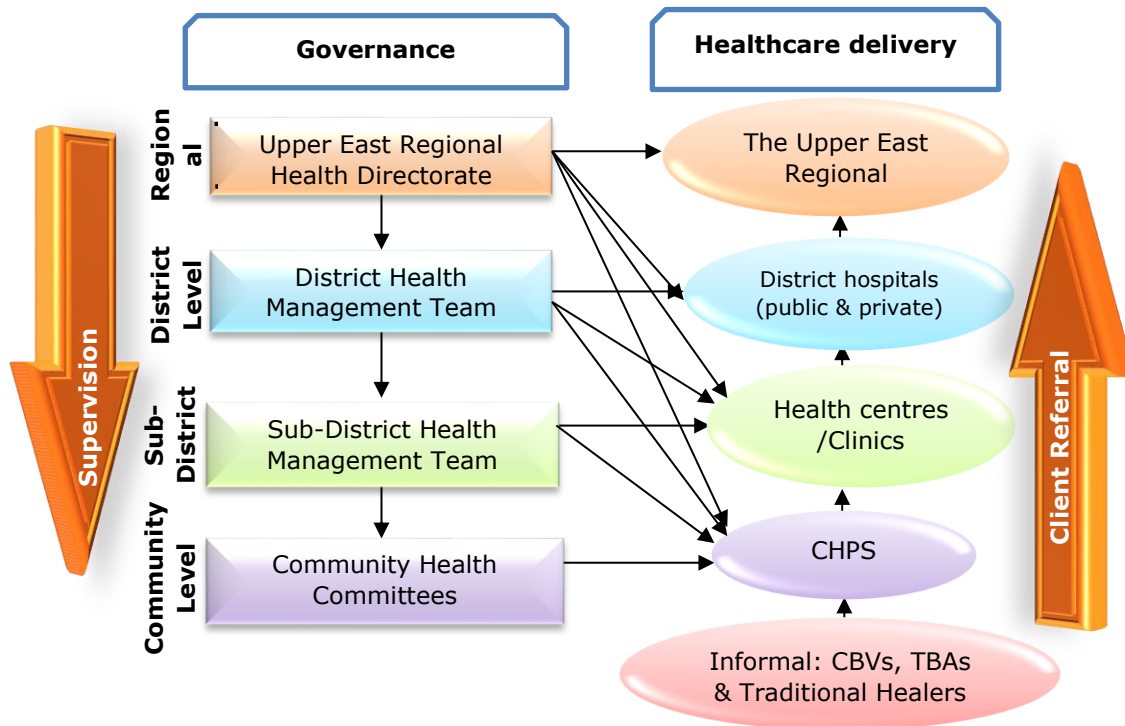 Governance
Healthcare delivery
Supervision
Region
al
Upper East Regional
Health Directorate
The Upper East
Regional
District
Level
District Health
Management Team
District hospitals
(public & private)
Sub-
District
Sub-District Health
Management Team
Health centres
/Clinics
Community
Level
Community Health
Committees
CHPS
Informal: CBVs, TBAs
& Traditional Healers
Client Referral